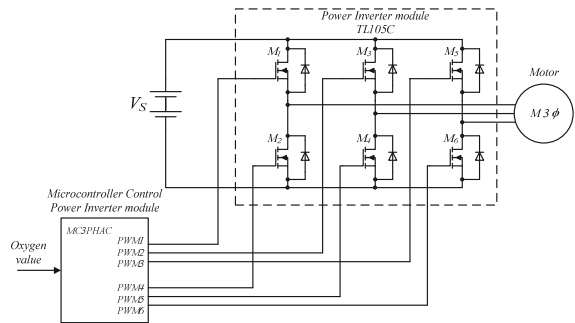 Power Inverter module
TL105C
M1
M3
M5
Motor
VS
M 3 ϕ
M2
M4
M6
Microcontroller Control
Power Inverter module
MC3PHAC
PWM1
PWM2
PWM3
Oxygen
value
PWM4
PWM5
PWM6